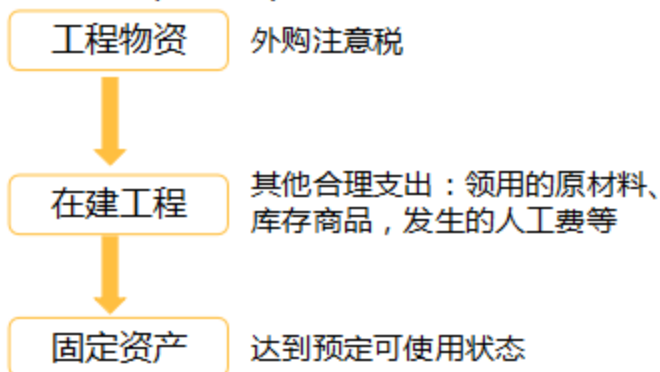 工程物资 外购注意税
在建工程 其他合理支出：领用的原材料、
库存商品，发生的人工费等
固定资产 达到预定可使用状态